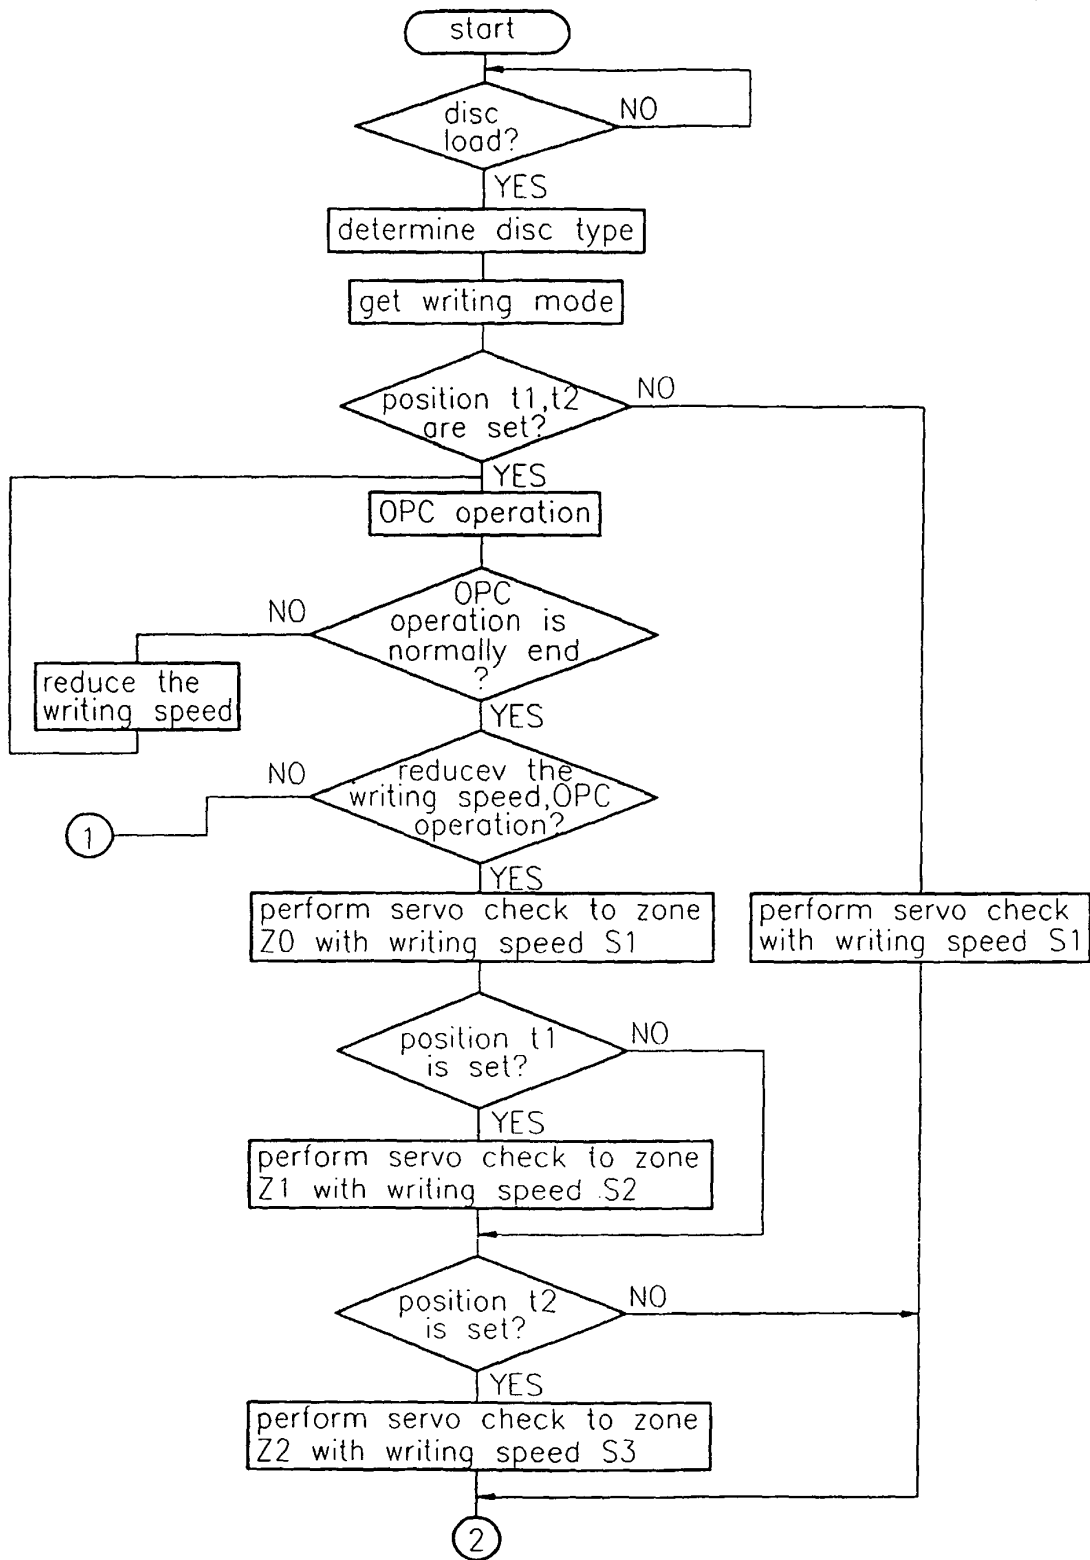 start
disc
load?
NO
YES
determine disc type
get writing mode
position t1,t2
are set?
NO
YES
OPC operation
OPC
operation is
normally end
?
NO
reduce the
writing speed
YES
reducev the
writing speed,OPC
operation?
NO
1
YES
perform servo check to zone
Z0 with writing speed S1
perform servo check
with writing speed S1
position t1
is set?
NO
YES
perform servo check to zone
Z1 with writing speed S2
position t2
is set?
NO
YES
perform servo check to zone
Z2 with writing speed S3
2